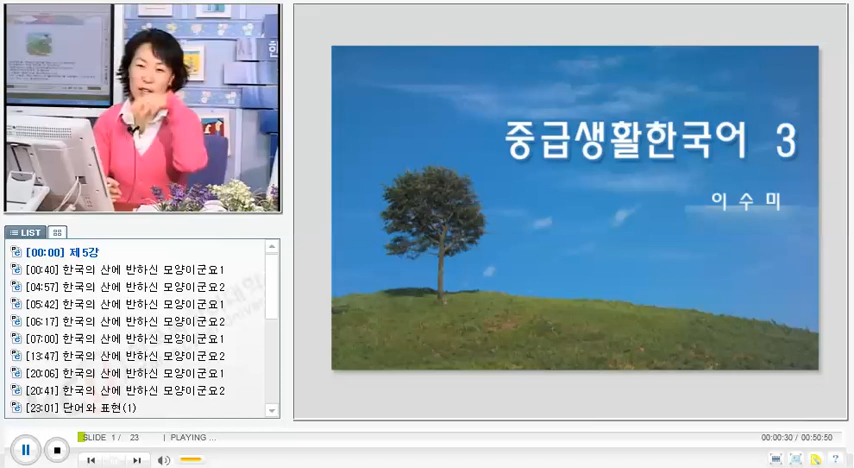 중급생활한국어 3
이 수 미
LIST
[00:00] 제5강
[00:40] 한국의 산에 반하신 모양이군요1
[04:57] 한국의 산에 반하신 모양이군요2
[05:42] 한국의 산에 반하신 모양이군요1
[06:17] 한국의 산에 반하신 모양이군요2
[07:00] 한국의 산에 반하신 모양이군요1
[13:47] 한국의 산에 반하신 모양이군요2
[20:06] 한국의 산에 반하신 모양이군요1
[20:41] 한국의 산에 반하신 모양이군요2
[23:01] 단어와 표현(1)
SLIDE 1 / 23 | PLAYING ...
00:00:30 / 00:50:50